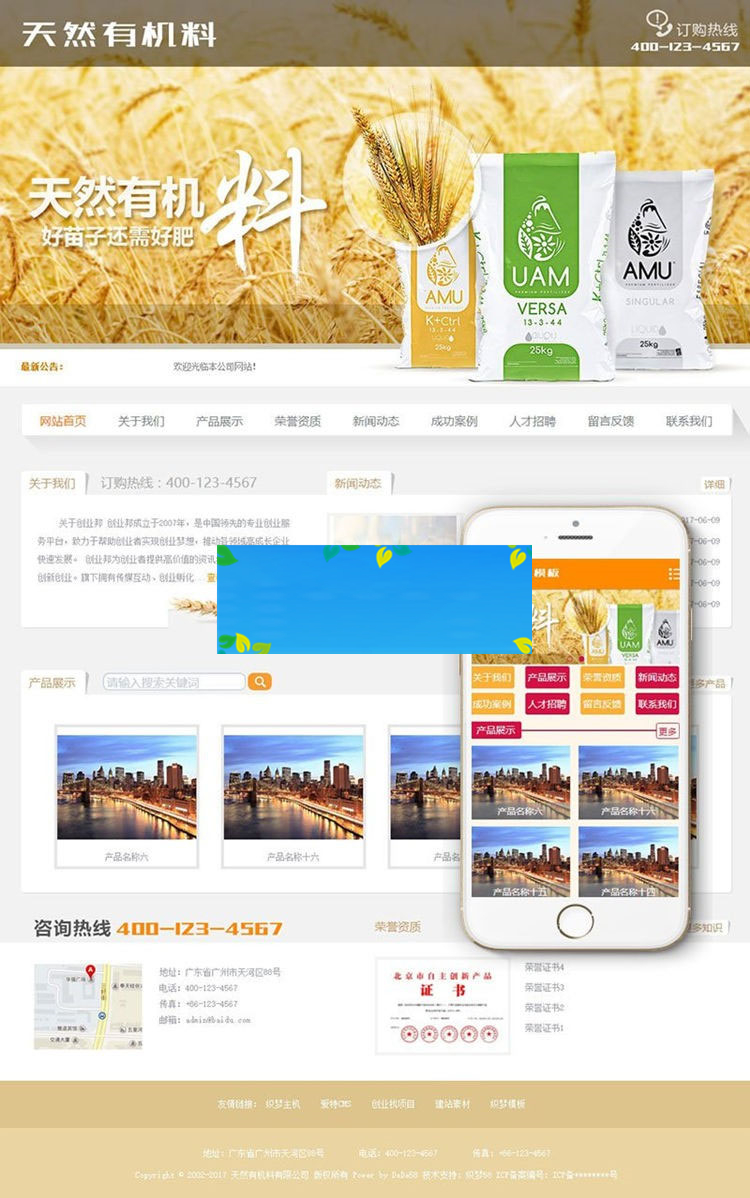 天然有机料
订购热线
400-123-4567
天然有机料
好苗子还需好肥
AMU
K+Ctrl
13-3-44
LIQUID
25kg
UAM
PREMIUM FERTILIZER
VERSA
13-3-44
LIQUID
25kg
AMU
PREMIUM FERTILIZER
SINGULAR
LIQUID
25kg
最新公告：
欢迎光临本公司网站！
网站首页 关于我们 产品展示 荣誉资质 新闻动态 成功案例 人才招聘 留言反馈 联系我们
关于我们 订购热线：400-123-4567
新闻动态 详细
关于创业邦 创业邦成立于2007年，是中国领先的专业创业服
务平台，致力于帮助创业者实现创业梦想，推动各领域高成长企业
快速发展。 创业邦为创业者提供高价值的资讯
创新创业。旗下拥有传媒互动、创业孵化 ...
17-06-09
-06-09
-06-09
-06-09
-06-09
模板
料
AMU
UAM
VERSA
AMU
关于我们 产品展示 荣誉资质 新闻动态
成功案例 人才招聘 留言反馈 联系我们
产品展示 更多
产品名称六 产品名称十六
产品名称十五 产品名称十四
产品展示 请输入搜索关键词
更多产品
产品名称六
产品名称十六
产品名称
咨询热线 400-123-4567
荣誉资质
更多知识
地址：广东省广州市天河区88号
电话：400-123-4567
传真：+86-123-4567
邮箱：admin@baidu.com
北京市自主创新产品
证 书
荣誉证书4
荣誉证书3
荣誉证书2
荣誉证书1
友情链接： 织梦主机 爱特CMS 创业找项目 建站素材 织梦模板
地址：广东省广州市天河区88号 电话：400-123-4567 传真：+86-123-4567
Copyright © 2002-2017 天然有机料有限公司 版权所有 Power by DeDe58 技术支持：织梦58 ICP备案编号：ICP备********号